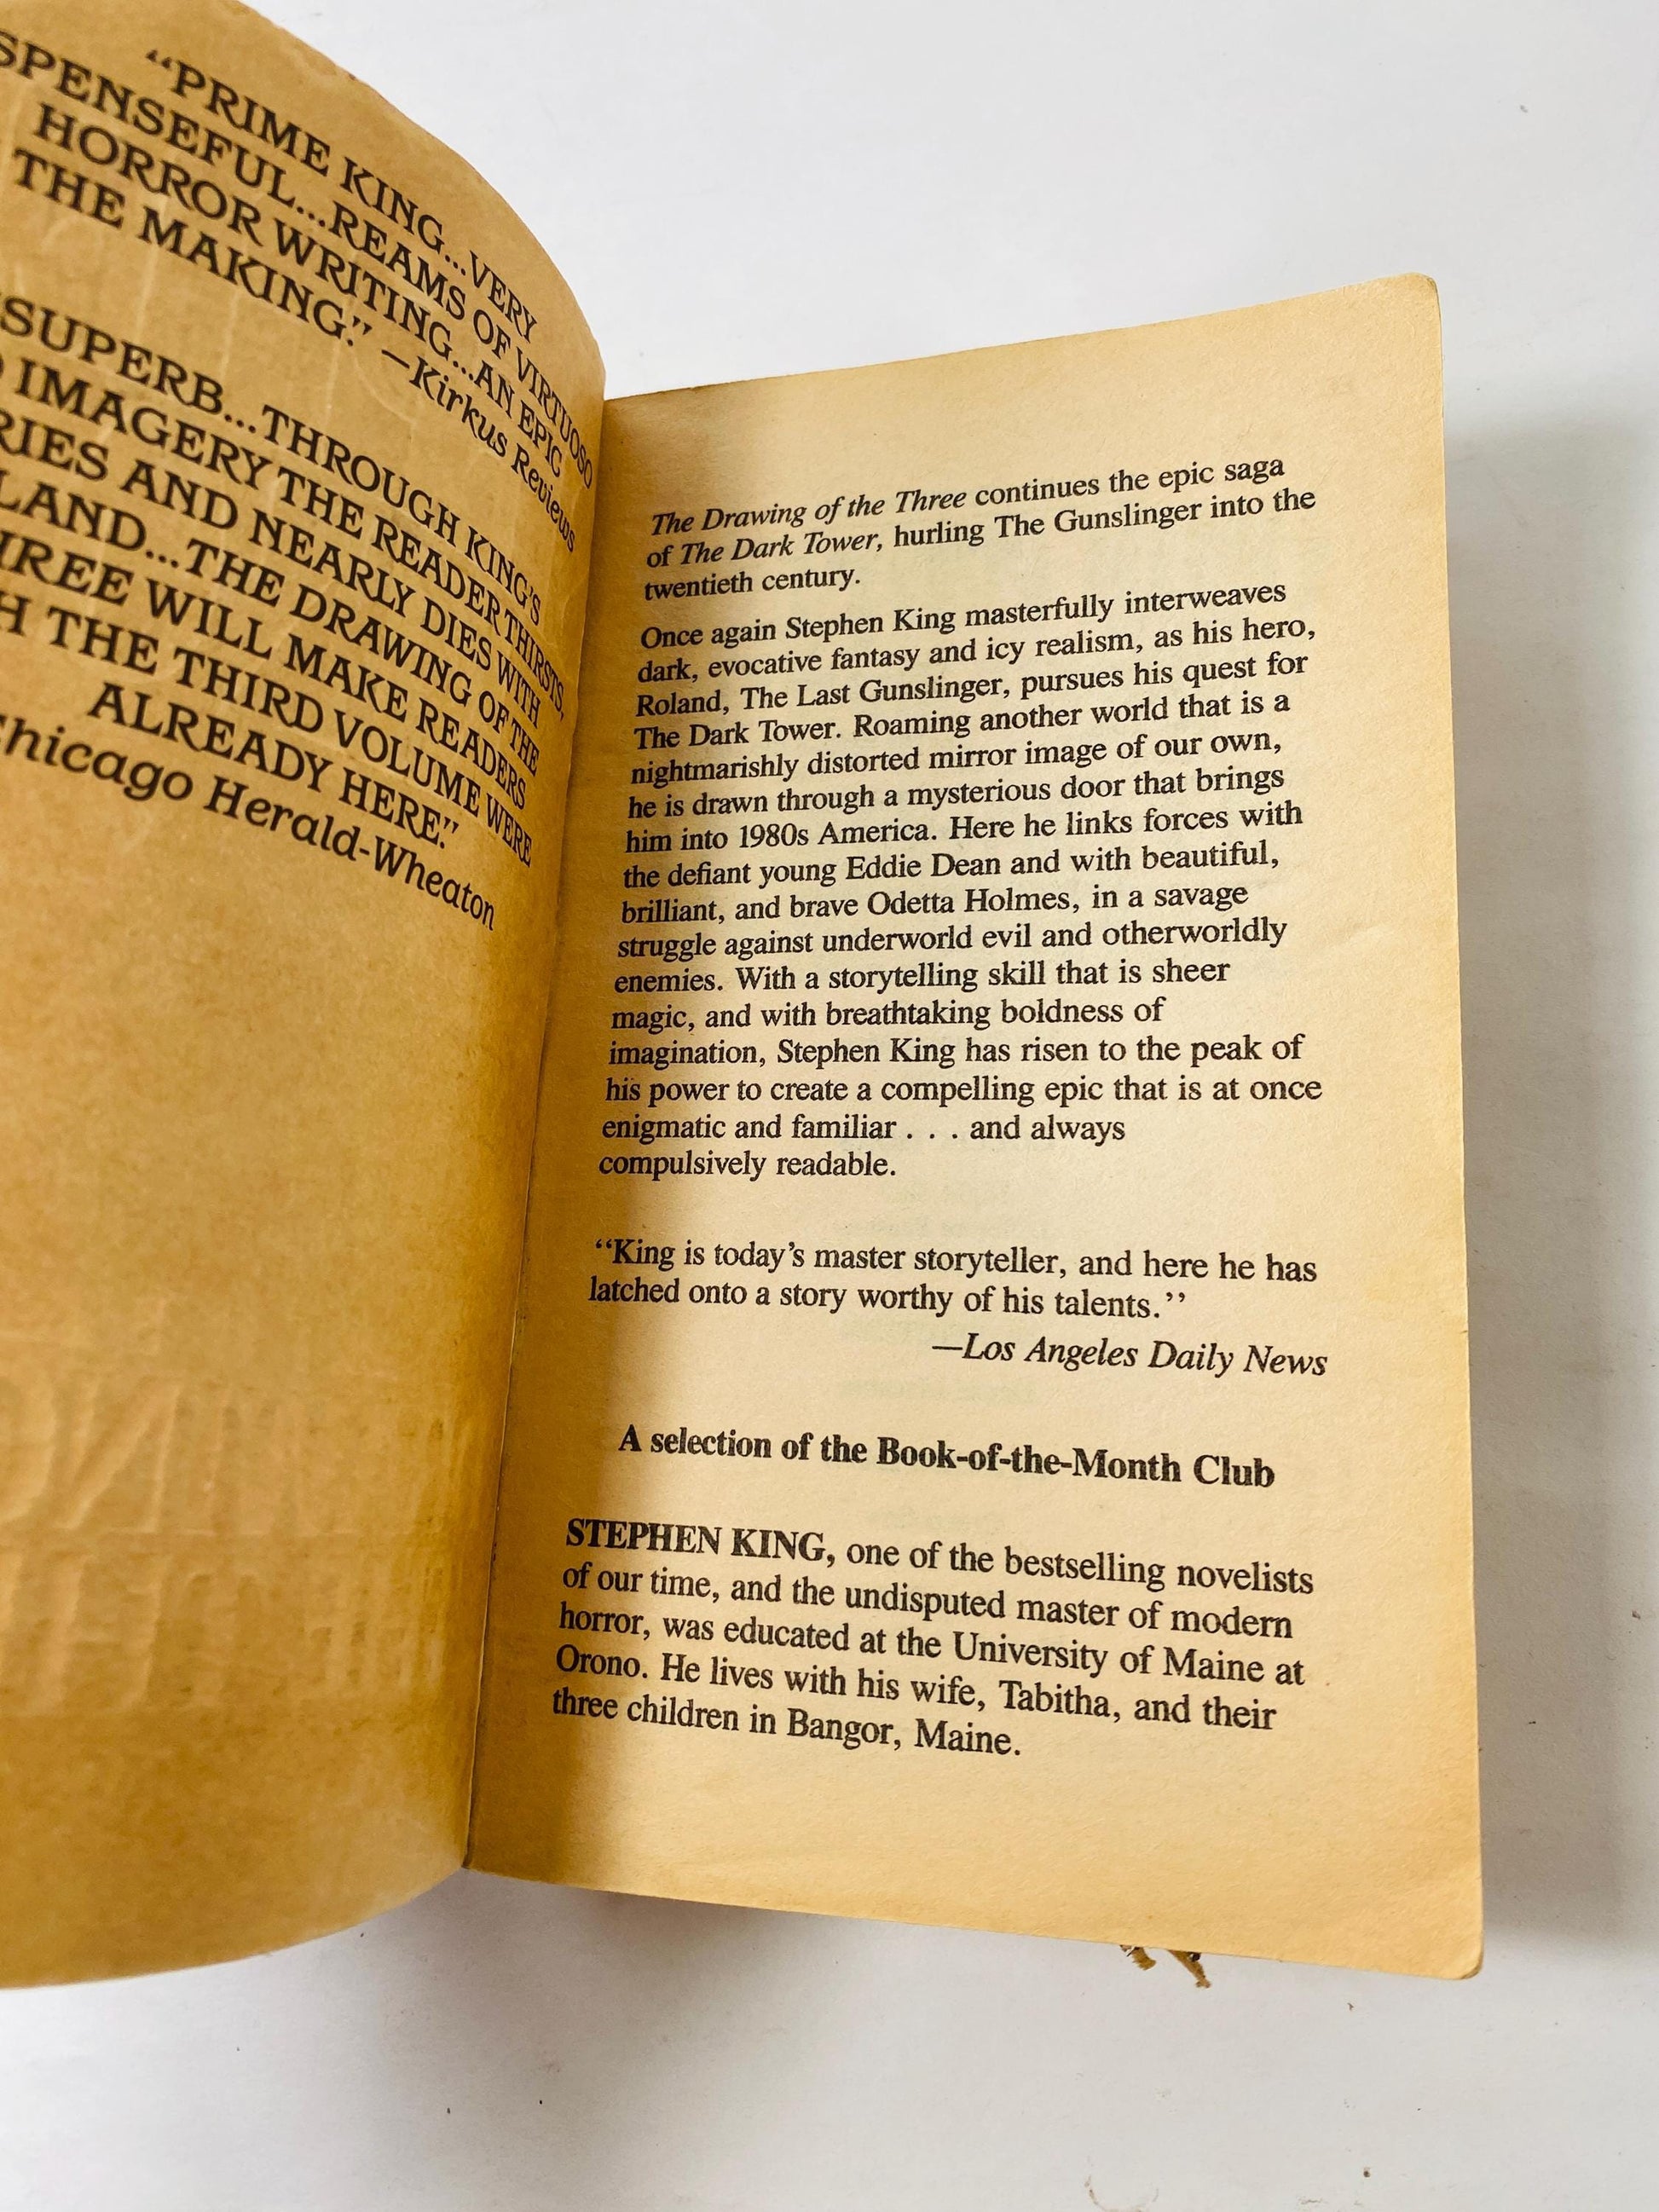 “PRIME KING...VERY
SPENSEFUL...REAMS OF VIRTUOSO
HORROR WRITING...AN EPIC
THE MAKING.” —Kirkus Reviews
“SUPERB...THROUGH KING’S
IMAGERY THE READER THIRSTS,
RIES AND NEARLY DIES WITH
LAND...THE DRAWING OF THE
HREE WILL MAKE READERS
H THE THIRD VOLUME WERE
ALREADY HERE.”
Chicago Herald-Wheaton
The Drawing of the Three continues the epic saga
of The Dark Tower, hurling The Gunslinger into the
twentieth century.
Once again Stephen King masterfully interweaves
dark, evocative fantasy and icy realism, as his hero,
Roland, The Last Gunslinger, pursues his quest for
The Dark Tower. Roaming another world that is a
nightmarishly distorted mirror image of our own,
he is drawn through a mysterious door that brings
him into 1980s America. Here he links forces with
the defiant young Eddie Dean and with beautiful,
brilliant, and brave Odetta Holmes, in a savage
struggle against underworld evil and otherworldly
enemies. With a storytelling skill that is sheer
magic, and with breathtaking boldness of
imagination, Stephen King has risen to the peak of
his power to create a compelling epic that is at once
enigmatic and familiar . . . and always
compulsively readable.
“King is today’s master storyteller, and here he has
latched onto a story worthy of his talents.”
—Los Angeles Daily News
A selection of the Book-of-the-Month Club
STEPHEN KING, one of the bestselling novelists
of our time, and the undisputed master of modern
horror, was educated at the University of Maine at
Orono. He lives with his wife, Tabitha, and their
three children in Bangor, Maine.